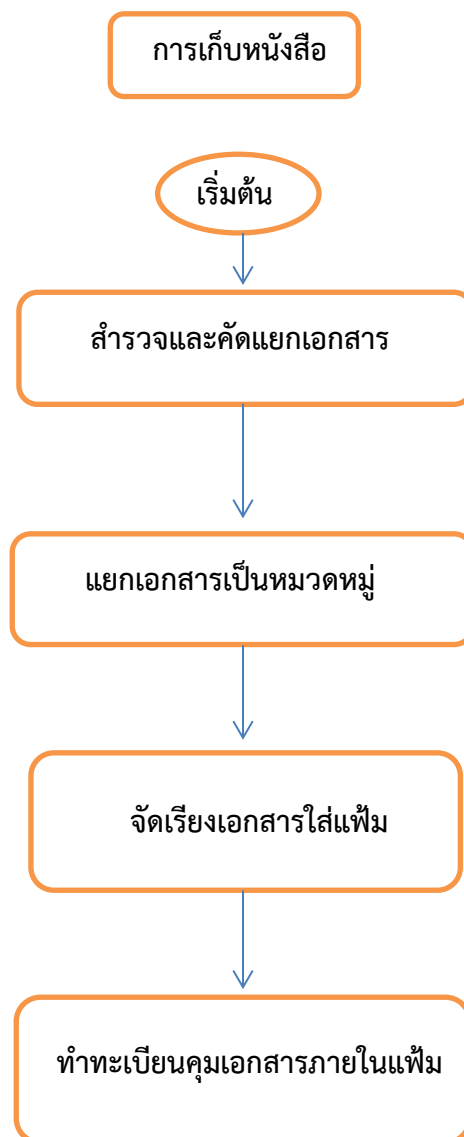 การเก็บหนังสือ
เริ่มต้น
สำรวจและคัดแยกเอกสาร
แยกเอกสารเป็นหมวดหมู่
จัดเรียงเอกสารใส่แฟ้ม
ทำทะเบียนคุมเอกสารภายในแฟ้ม